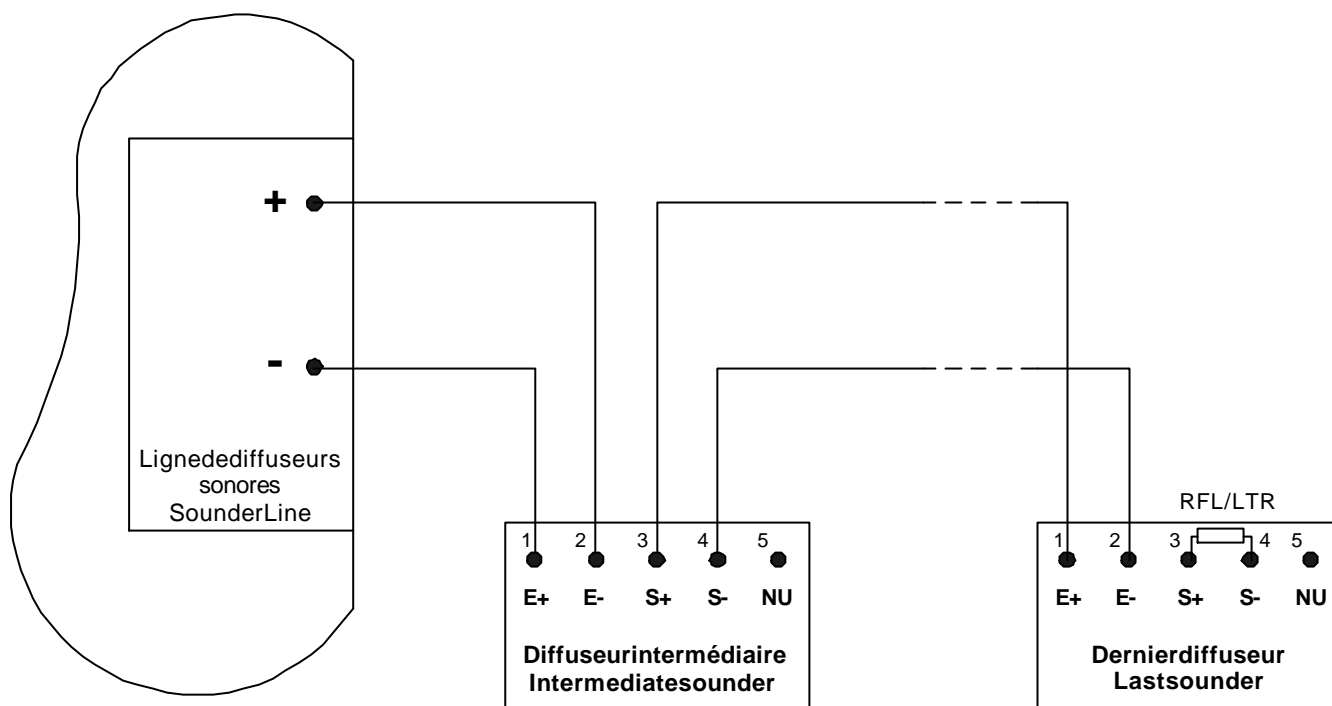 +
-
Lignedediffuseurs
sonores
SounderLine
1 2 3 4 5
E+ E- S+ S- NU
Diffuseurintermédiaire
Intermediatesounder
RFL/LTR
1 2 3 4 5
E+ E- S+ S- NU
Dernierdiffuseur
Lastsounder